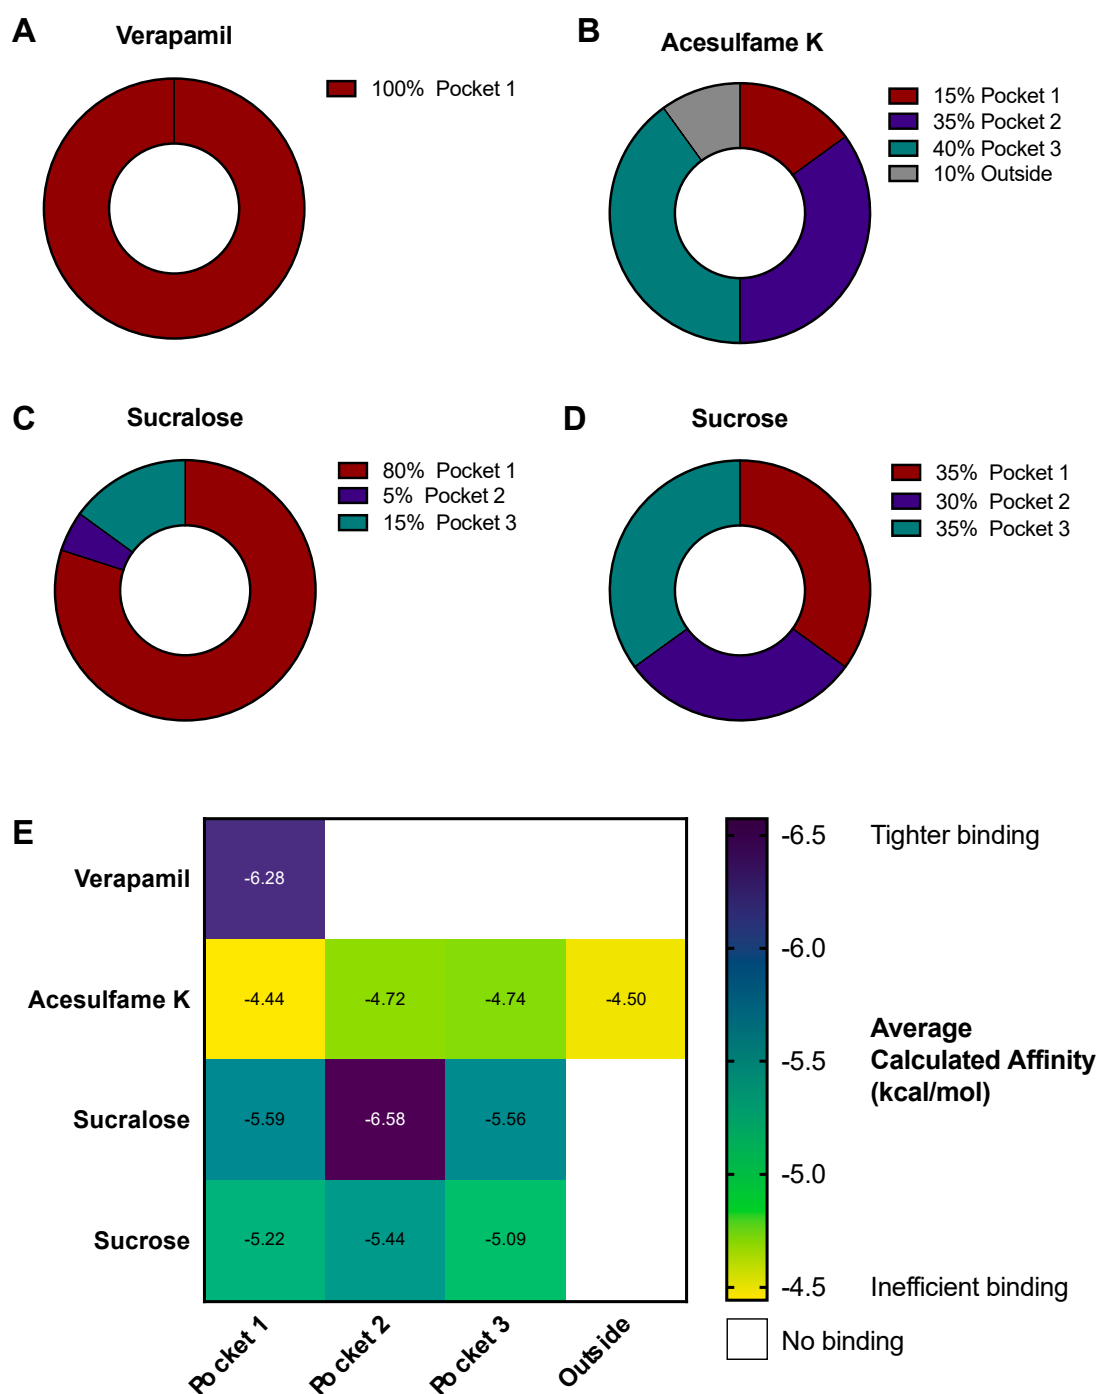 A
Verapamil
100% Pocket 1
B
Acesulfame K
15% Pocket 1
35% Pocket 2
40% Pocket 3
10% Outside
C
Sucralose
80% Pocket 1
5% Pocket 2
15% Pocket 3
D
Sucrose
35% Pocket 1
30% Pocket 2
35% Pocket 3
E
Verapamil
-6.28
Acesulfame K
-4.44
-4.72
-4.74
-4.50
Sucralose
-5.59
-6.58
-5.56
Sucrose
-5.22
-5.44
-5.09
Pocket 1
Pocket 2
Pocket 3
Outside
-6.5
-6.0
-5.5
-5.0
-4.5
Tighter binding
Average
Calculated Affinity
(kcal/mol)
Inefficient binding
No binding